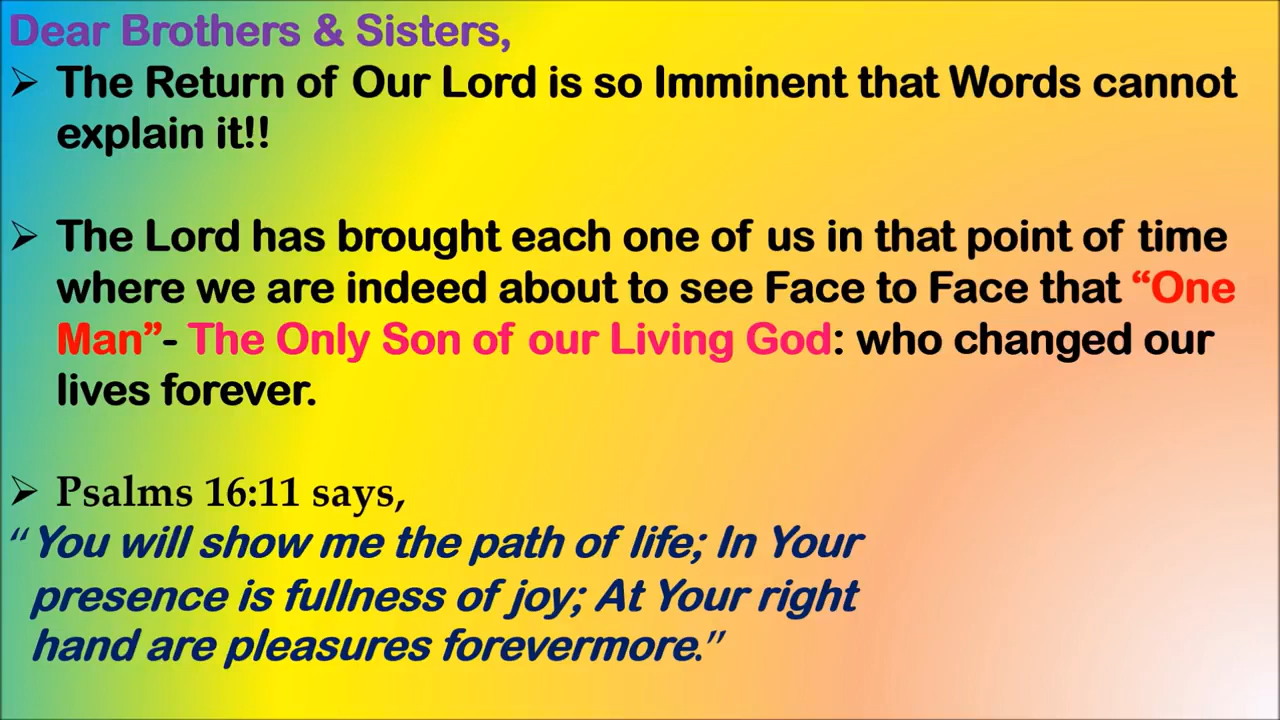 Dear Brothers & Sisters,
➢ The Return of Our Lord is so Imminent that Words cannot
explain it!!
➢ The Lord has brought each one of us in that point of time
where we are indeed about to see Face to Face that “One
Man”- The Only Son of our Living God: who changed our
lives forever.
➢ Psalms 16:11 says,
“You will show me the path of life; In Your
presence is fullness of joy; At Your right
hand are pleasures forevermore.”